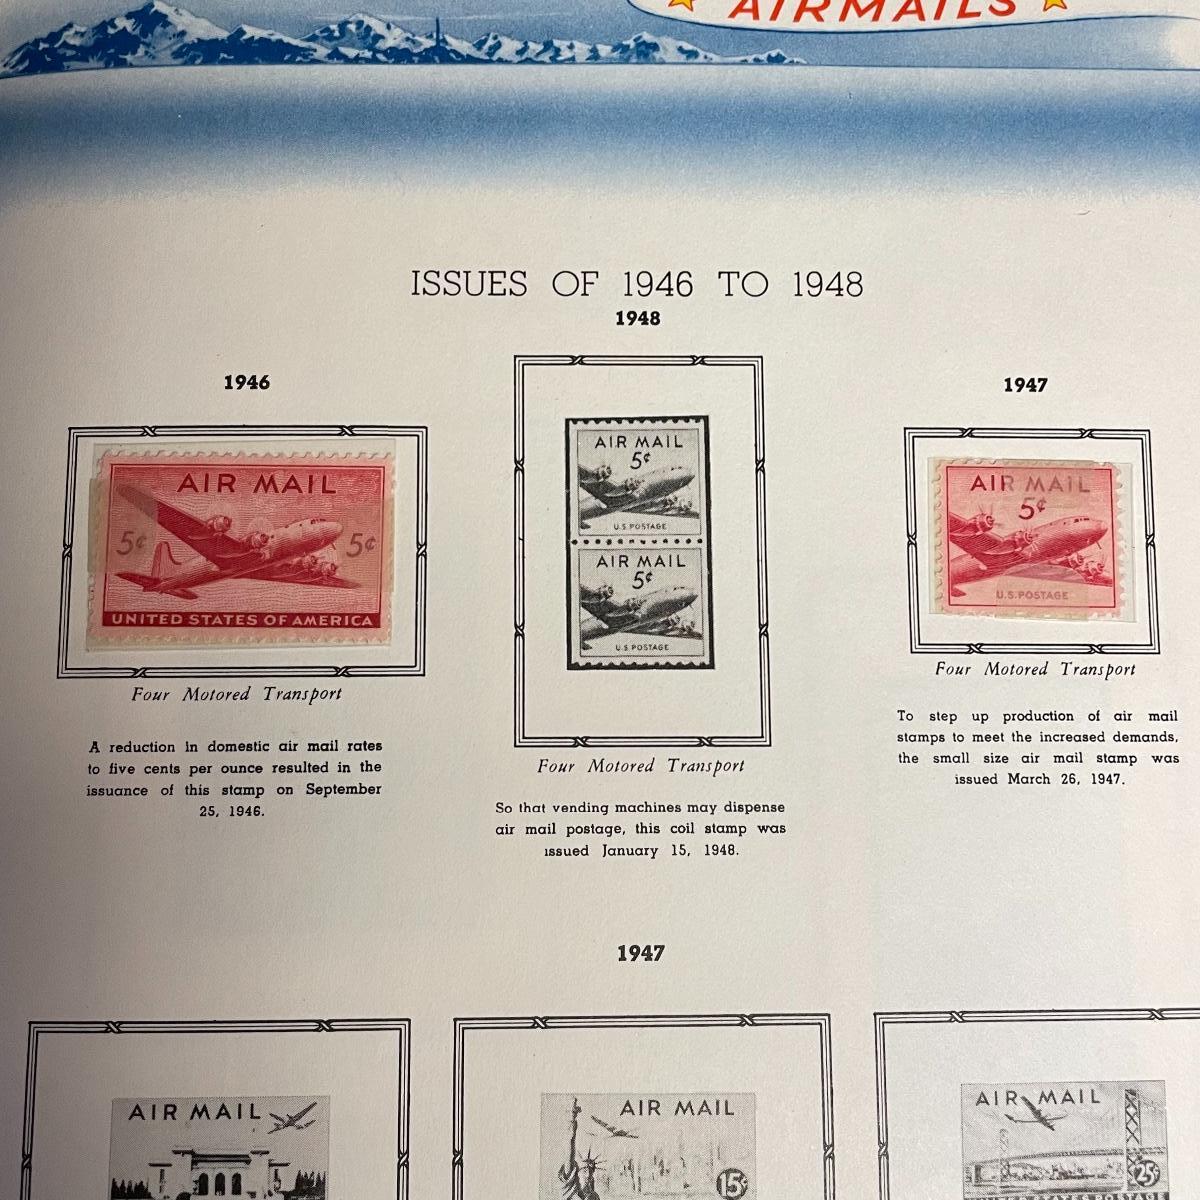 AIRMAILS
ISSUES OF 1946 TO 1948
1948
1946
1947
AIR MAIL
5¢ 5¢
UNITED STATES OF AMERICA
Four Motored Transport
A reduction in domestic air mail rates
to five cents per ounce resulted in the
issuance of this stamp on September
25, 1946.
AIR MAIL
5¢
U.S. POSTAGE
AIR MAIL
5¢
U.S. POSTAGE
Four Motored Transport
So that vending machines may dispense
air mail postage, this coil stamp was
issued January 15, 1948.
AIR MAIL
5¢
U.S. POSTAGE
Four Motored Transport
To step up production of air mail
stamps to meet the increased demands,
the small size air mail stamp was
issued March 26, 1947.
1947
AIR MAIL
AIR MAIL
15¢
AIR MAIL
25¢